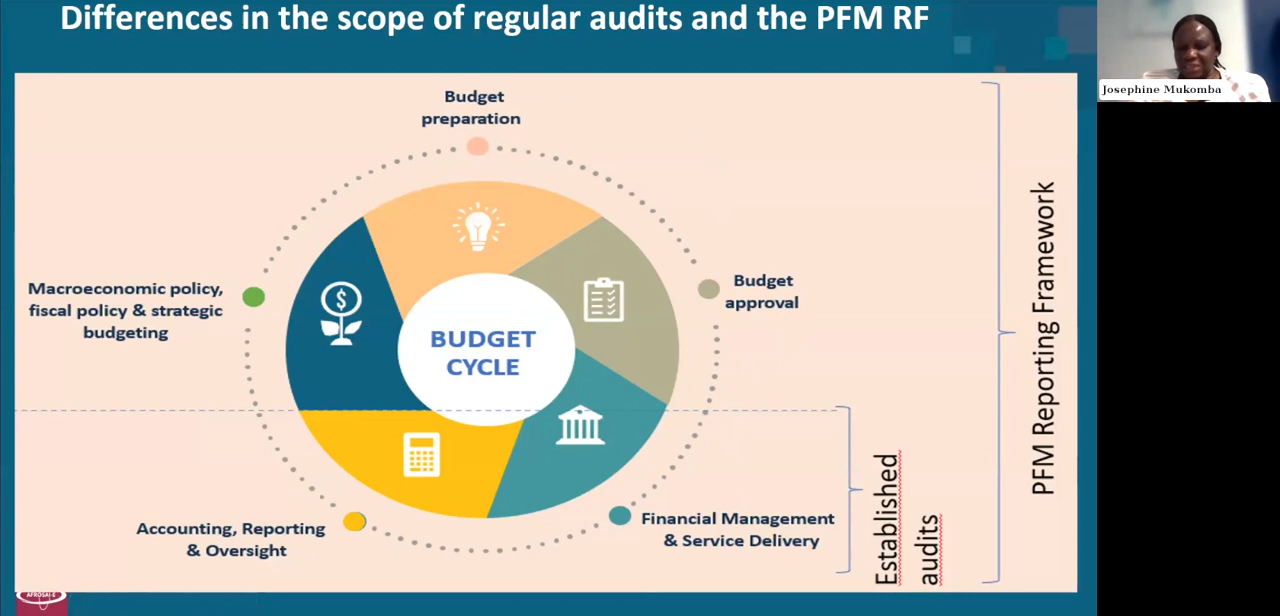 Differences in the scope of regular audits and the PFM RF
Josephine Mukomba
Budget
preparation
Macroeconomic policy,
fiscal policy & strategic
budgeting
Budget
approval
BUDGET
CYCLE
Accounting, Reporting
& Oversight
Financial Management
& Service Delivery
Established
audits
PFM Reporting Framework
AFROSAI-E